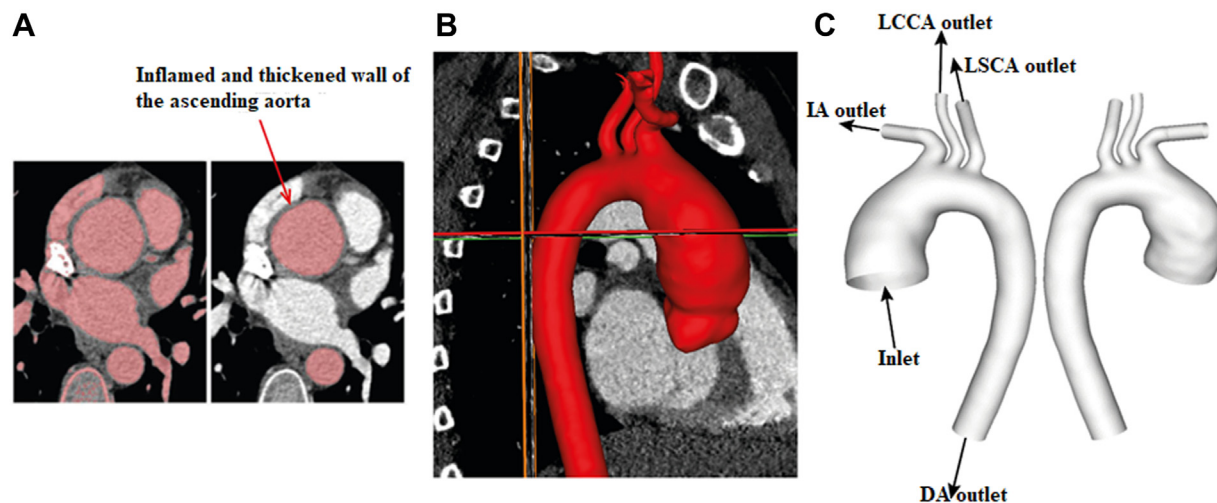 A
Inflamed and thickened wall of
the ascending aorta
B
C
LCCA outlet
LSCA outlet
IA outlet
Inlet
DA outlet